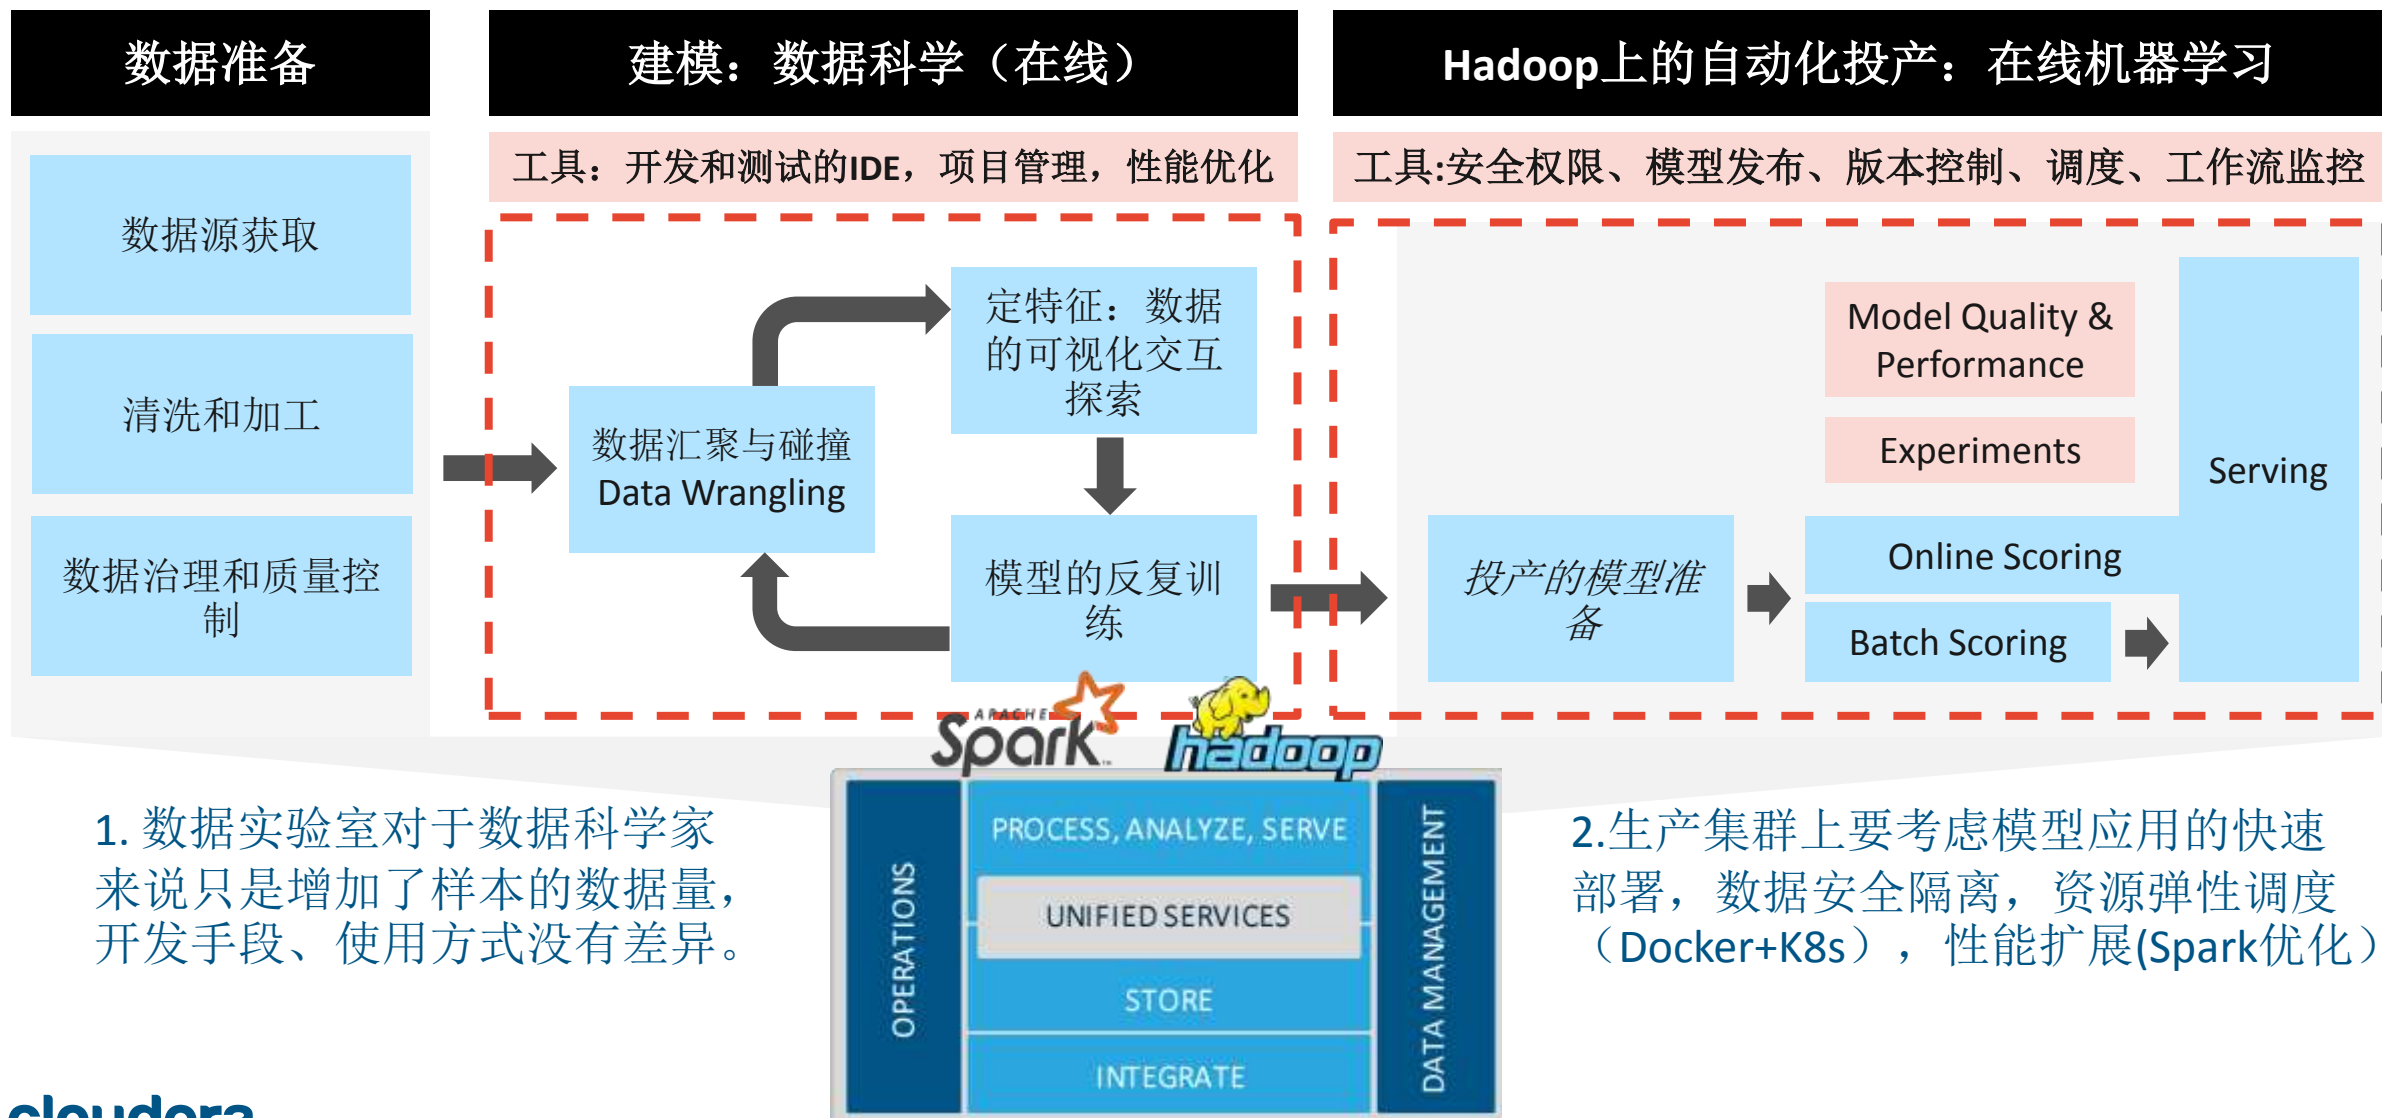 数据准备
建模：数据科学（在线）
Hadoop上的自动化投产：在线机器学习
工具：开发和测试的IDE，项目管理，性能优化
工具:安全权限、模型发布、版本控制、调度、工作流监控
数据源获取
清洗和加工
数据治理和质量控
制
数据汇聚与碰撞
Data Wrangling
定特征：数据
的可视化交互
探索
模型的反复训
练
投产的模型准
备
Model Quality &
Performance
Experiments
Online Scoring
Batch Scoring
Serving
APACHE
Spark
hadoop
1. 数据实验室对于数据科学家
来说只是增加了样本的数据量，
开发手段、使用方式没有差异。
OPERATIONS
PROCESS, ANALYZE, SERVE
UNIFIED SERVICES
STORE
INTEGRATE
DATA MANAGEMENT
2.生产集群上要考虑模型应用的快速
部署，数据安全隔离，资源弹性调度
（Docker+K8s），性能扩展(Spark优化）
cloudera